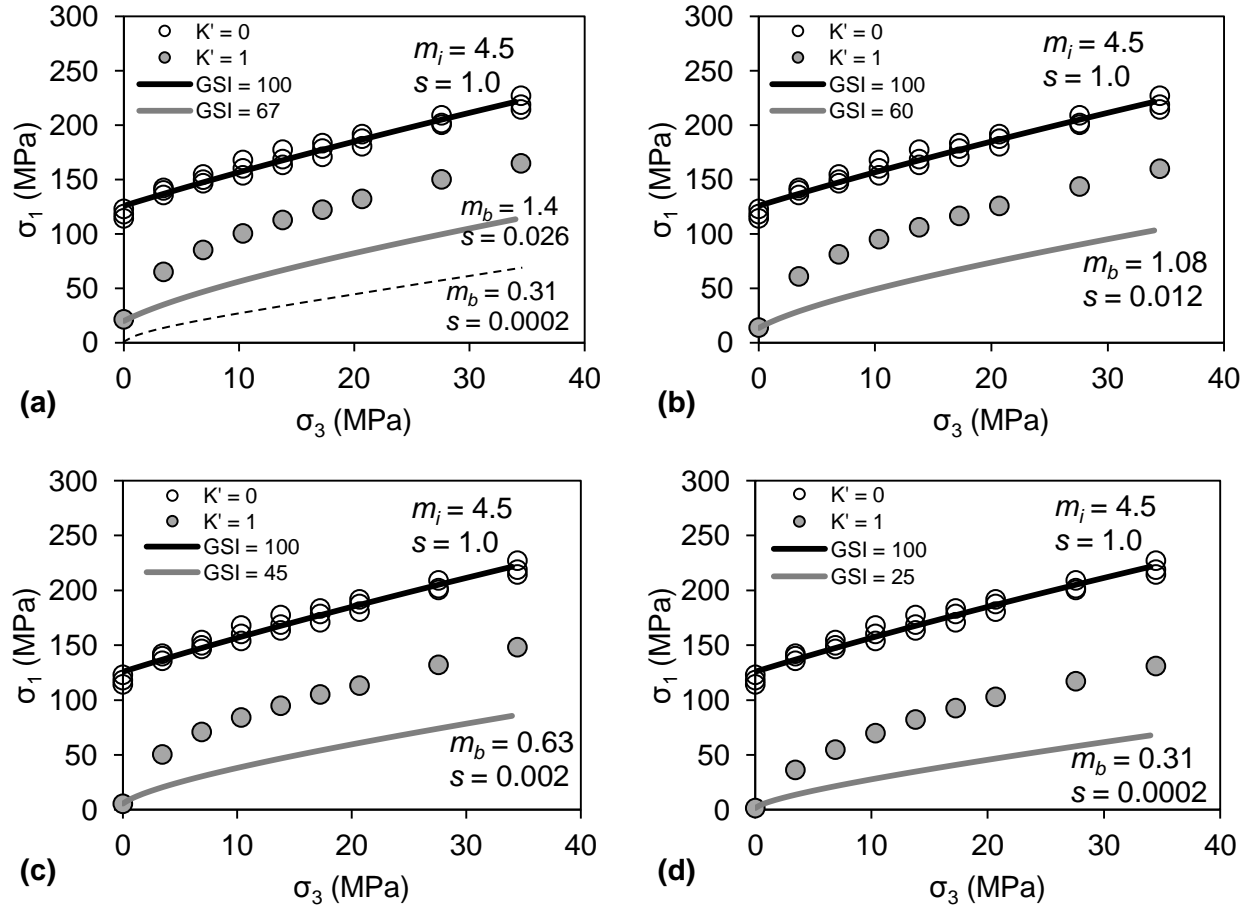 K' = 0
K' = 1
GSI = 100
GSI = 67
mi = 4.5
s = 1.0
mb = 1.4
s = 0.026
mb = 0.31
s = 0.0002
300
250
200
150
100
50
0
σ1 (MPa)
0 10 20 30 40
σ3 (MPa)
(a)
K' = 0
K' = 1
GSI = 100
GSI = 60
mi = 4.5
s = 1.0
mb = 1.08
s = 0.012
300
250
200
150
100
50
0
σ1 (MPa)
0 10 20 30 40
σ3 (MPa)
(b)
K' = 0
K' = 1
GSI = 100
GSI = 45
mi = 4.5
s = 1.0
mb = 0.63
s = 0.002
300
250
200
150
100
50
0
σ1 (MPa)
0 10 20 30 40
σ3 (MPa)
(c)
K' = 0
K' = 1
GSI = 100
GSI = 25
mi = 4.5
s = 1.0
mb = 0.31
s = 0.0002
300
250
200
150
100
50
0
σ1 (MPa)
0 10 20 30 40
σ3 (MPa)
(d)